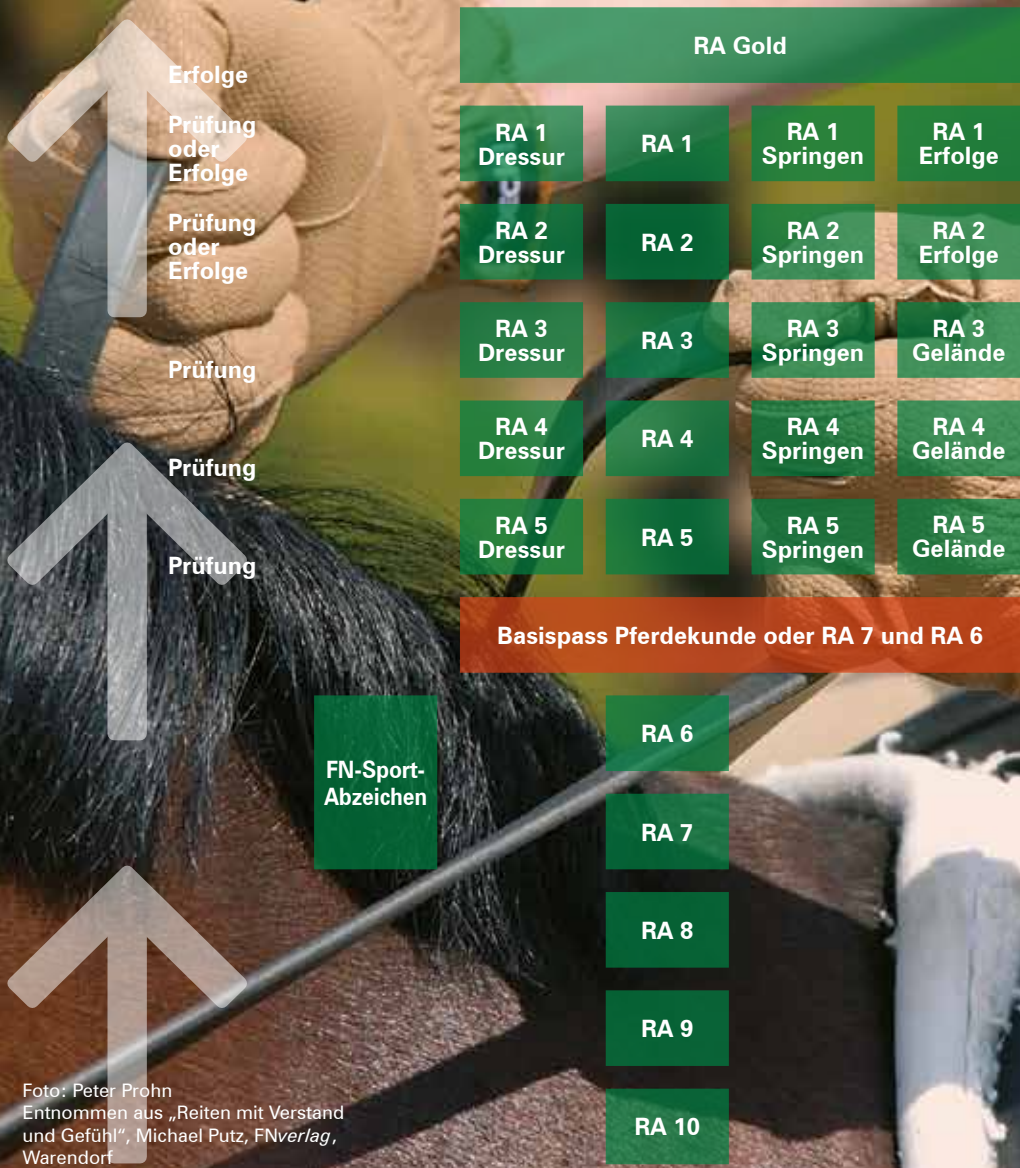 RA Gold
Erfolge
Prüfung
oder
Erfolge
RA 1
Dressur
RA 1
RA 1
Springen
RA 1
Erfolge
Prüfung
oder
Erfolge
RA 2
Dressur
RA 2
RA 2
Springen
RA 2
Erfolge
Prüfung
RA 3
Dressur
RA 3
RA 3
Springen
RA 3
Gelände
Prüfung
RA 4
Dressur
RA 4
RA 4
Springen
RA 4
Gelände
Prüfung
RA 5
Dressur
RA 5
RA 5
Springen
RA 5
Gelände
Basispass Pferdekunde oder RA 7 und RA 6
FN-Sport-
Abzeichen
RA 6
RA 7
RA 8
RA 9
RA 10
Foto: Peter Prohn
Entnommen aus „Reiten mit Verstand
und Gefühl“, Michael Putz, FNverlag,
Warendorf